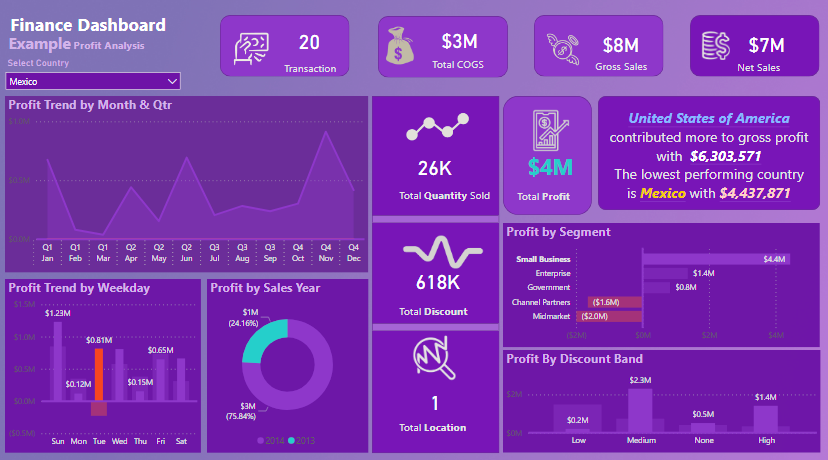 Finance Dashboard
Example Profit Analysis
Select Country
Mexico
20
Transaction
$3M
Total COGS
$8M
Gross Sales
$7M
Net Sales
Profit Trend by Month & Qtr
$1.0M
$0.5M
$0.0M
Q1 Q1 Q1 Q2 Q2 Q2 Q3 Q3 Q3 Q4 Q4 Q4
Jan Feb Mar Apr May Jun Jul Aug Sep Oct Nov Dec
26K
Total Quantity Sold
618K
Total Discount
1
Total Location
$4M
Total Profit
United States of America
contributed more to gross profit
with $6,303,571
The lowest performing country
is Mexico with $4,437,871
Profit by Segment
Small Business $4.4M
Enterprise $1.4M
Government $0.8M
Channel Partners ($1.6M)
Midmarket ($2.0M)
($2M) $0M $2M $4M
Profit Trend by Weekday
$1.5M
$1.0M
$0.5M
$0.0M
($0.5M)
$1.23M $0.12M $0.81M $0.15M $0.65M
Sun Mon Tue Wed Thu Fri Sat
Profit by Sales Year
$1M
(24.16%)
$3M
(75.84%)
2014 2013
Profit By Discount Band
$2M
$0M
$0.2M $2.3M $0.5M $1.4M
Low Medium None High